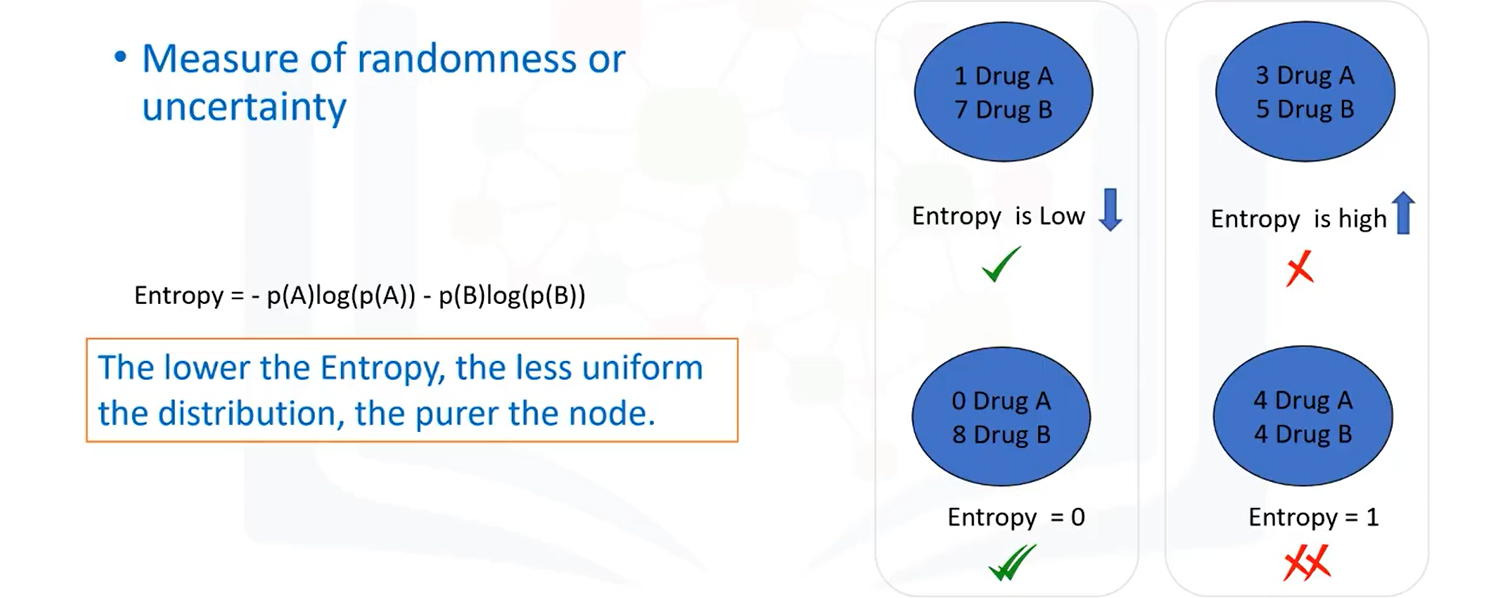 • Measure of randomness or
uncertainty
Entropy = - p(A)log(p(A)) - p(B)log(p(B))
The lower the Entropy, the less uniform
the distribution, the purer the node.
1 Drug A
7 Drug B
Entropy is Low
0 Drug A
8 Drug B
Entropy = 0
3 Drug A
5 Drug B
Entropy is high
4 Drug A
4 Drug B
Entropy = 1